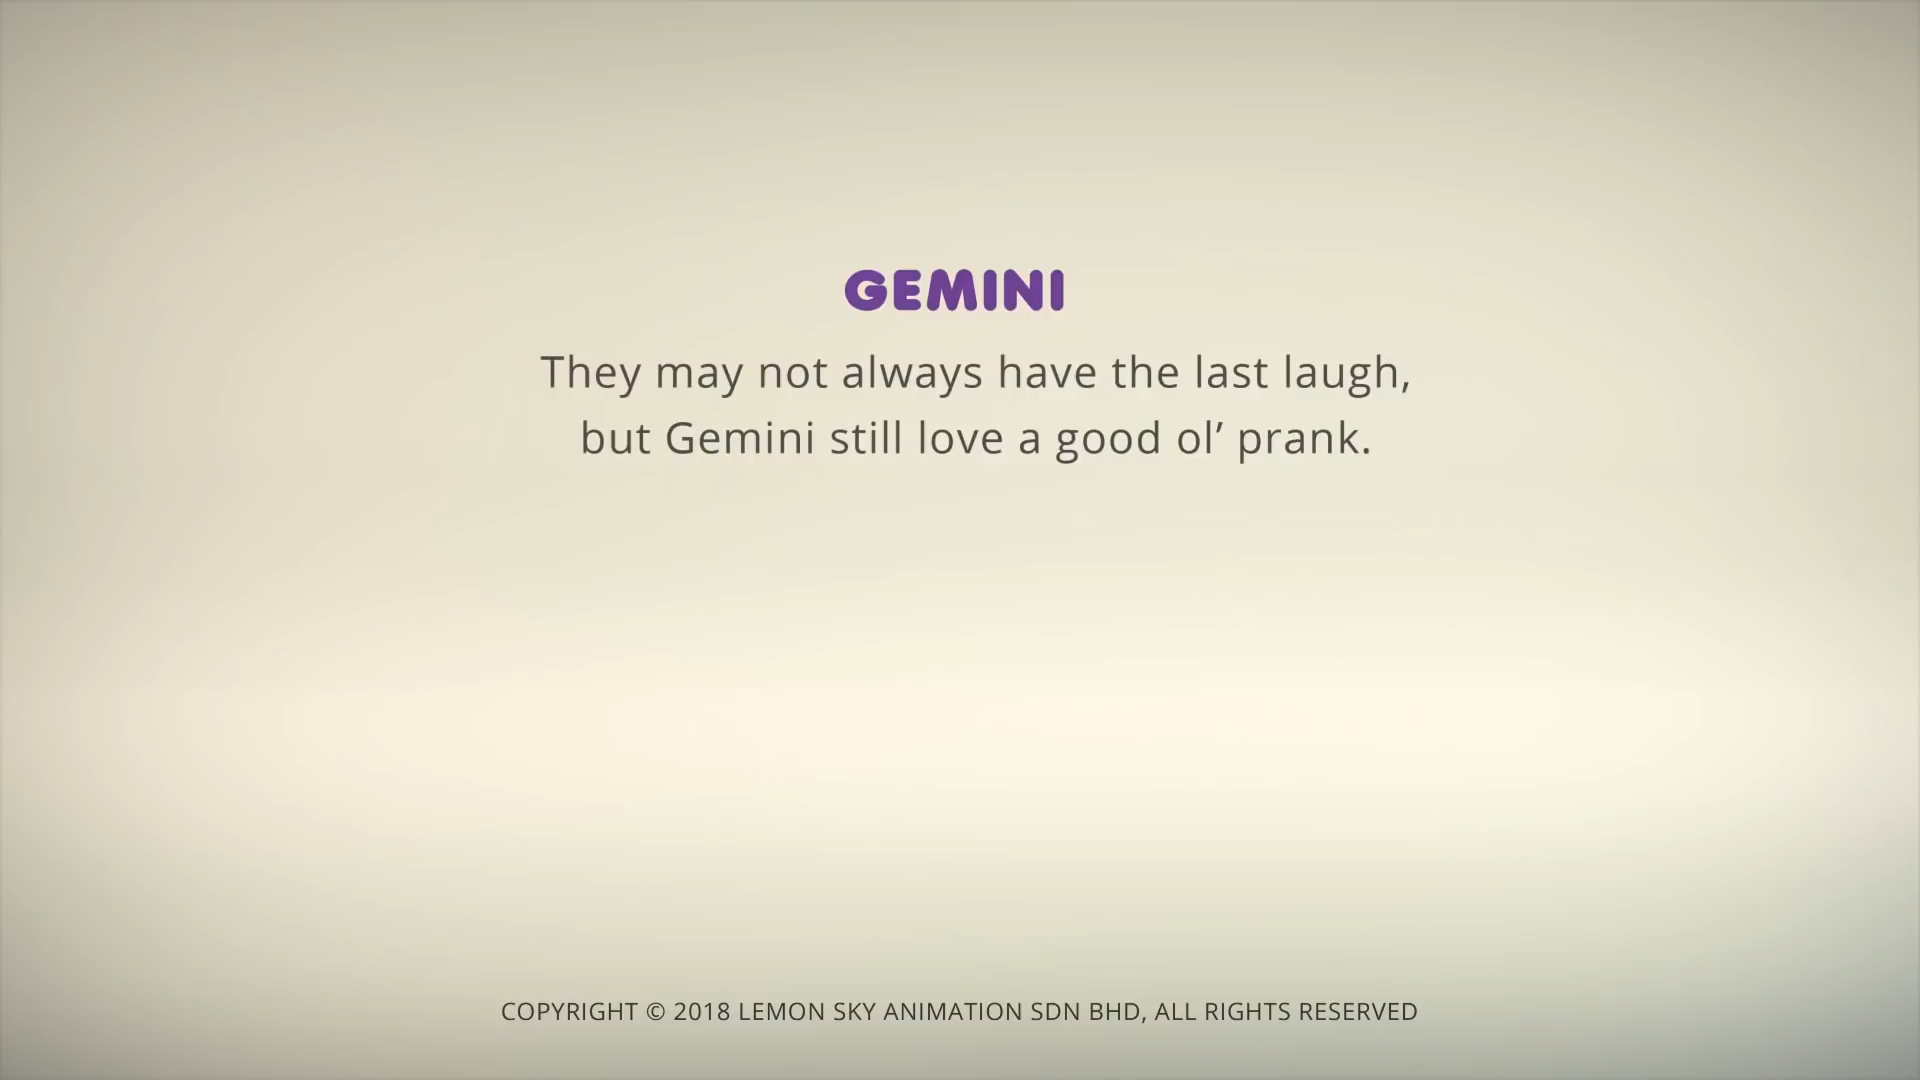 GEMINI
They may not always have the last laugh,
but Gemini still love a good ol’ prank.
COPYRIGHT © 2018 LEMON SKY ANIMATION SDN BHD, ALL RIGHTS RESERVED